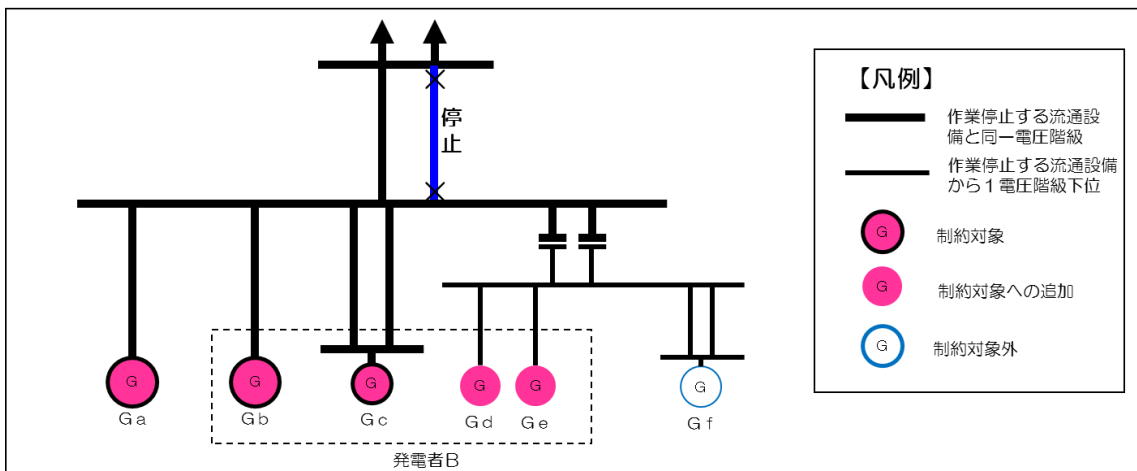 停止
【凡例】
作業停止する流通設
備と同一電圧階級
作業停止する流通設備
から１電圧階級下位
G
制約対象
G
制約対象への追加
G
制約対象外
G
G
G
G
G
G
Ｇａ
Ｇｂ
Ｇｃ
Ｇｄ
Ｇｅ
Ｇｆ
発電者Ｂ